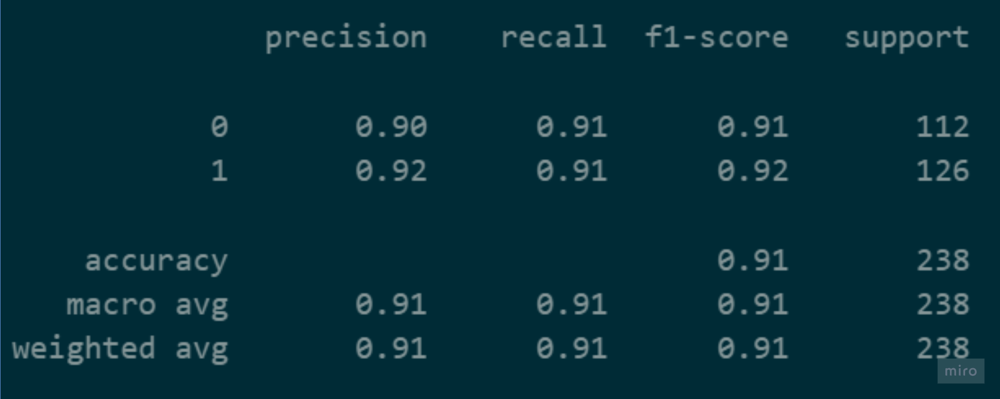 precision recall f1-score support
0 0.90 0.91 0.91 112
1 0.92 0.91 0.92 126
accuracy 0.91 238
macro avg 0.91 0.91 0.91 238
weighted avg 0.91 0.91 0.91 238
miro